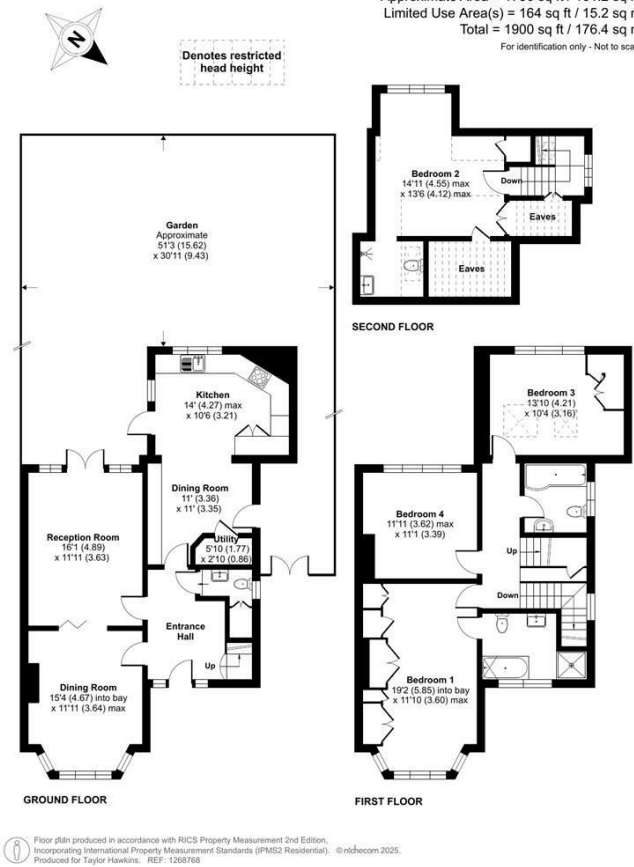 Limited Use Area(s) = 164 sq ft / 15.2 sq m
Total = 1900 sq ft / 176.4 sq m
For identification only - Not to scale
N
Denotes restricted
head height
Garden
Approximate
51'3 (15.62)
x 30'11 (9.43)
Bedroom 2
14'11 (4.55) max
x 13'6 (4.12) max
Down
Eaves
Eaves
SECOND FLOOR
Kitchen
14' (4.27) max
x 10'6 (3.21)
Dining Room
11' (3.36)
x 11' (3.35)
Utility
5'10 (1.77)
x 2'10 (0.86)
Reception Room
16'1 (4.89)
x 11'11 (3.63)
Entrance
Hall
Up
Dining Room
15'4 (4.67) into bay
x 11'11 (3.64) max
GROUND FLOOR
Bedroom 3
13'10 (4.21)
x 10'4 (3.16)
Bedroom 4
11'11 (3.62) max
x 11'1 (3.39)
Up
Down
Bedroom 1
19'2 (5.85) into bay
x 11'10 (3.60) max
FIRST FLOOR
Floor plan produced in accordance with RICS Property Measurement 2nd Edition,
Incorporating International Property Measurement Standards (IPMS2 Residential). © ntchecom 2025.
Produced for Taylor Hawkins. REF: 1268768